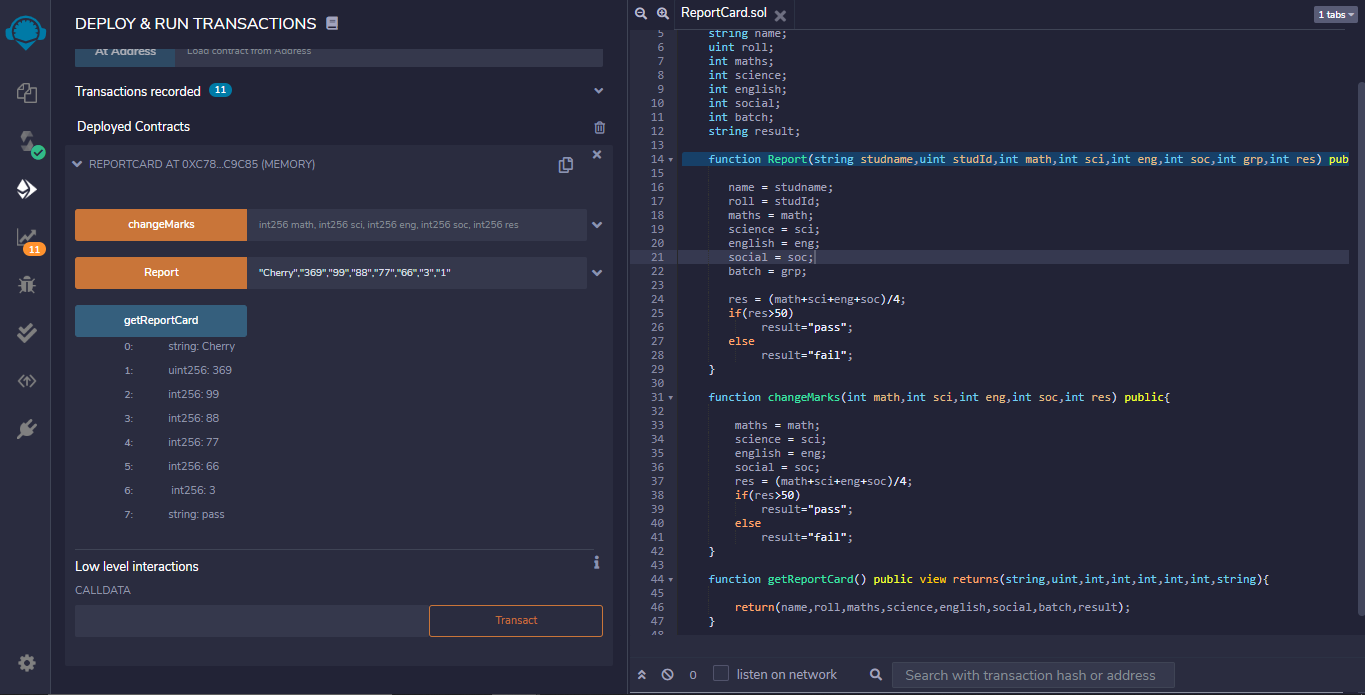 DEPLOY & RUN TRANSACTIONS
At Address
Load contract from Address
Transactions recorded 11
Deployed Contracts
REPORTCARD AT 0XC78...C9C85 (MEMORY)
changeMarks
int256 math, int256 sci, int256 eng, int256 soc, int256 res
Report
"Cherry","369","99","88","77","66","3","1"
getReportCard
0: string: Cherry
1: uint256: 369
2: int256: 99
3: int256: 88
4: int256: 77
5: int256: 66
6: int256: 3
7: string: pass
Low level interactions
CALLDATA
Transact
11
ReportCard.sol
1 tabs
5 string name;
6 uint roll;
7 int maths;
8 int science;
9 int english;
10 int social;
11 int batch;
12 string result;
13
14 function Report(string studname,uint studId,int math,int sci,int eng,int soc,int grp,int res) pub
15
16 name = studname;
17 roll = studId;
18 maths = math;
19 science = sci;
20 english = eng;
21 social = soc;
22 batch = grp;
23
24 res = (math+sci+eng+soc)/4;
25 if(res>50)
26 result="pass";
27 else
28 result="fail";
29 }
30
31 function changeMarks(int math,int sci,int eng,int soc,int res) public{
32
33 maths = math;
34 science = sci;
35 english = eng;
36 social = soc;
37 res = (math+sci+eng+soc)/4;
38 if(res>50)
39 result="pass";
40 else
41 result="fail";
42 }
43
44 function getReportCard() public view returns(string,uint,int,int,int,int,int,string){
45
46 return(name,roll,maths,science,english,social,batch,result);
47 }
48
0
listen on network
Search with transaction hash or address